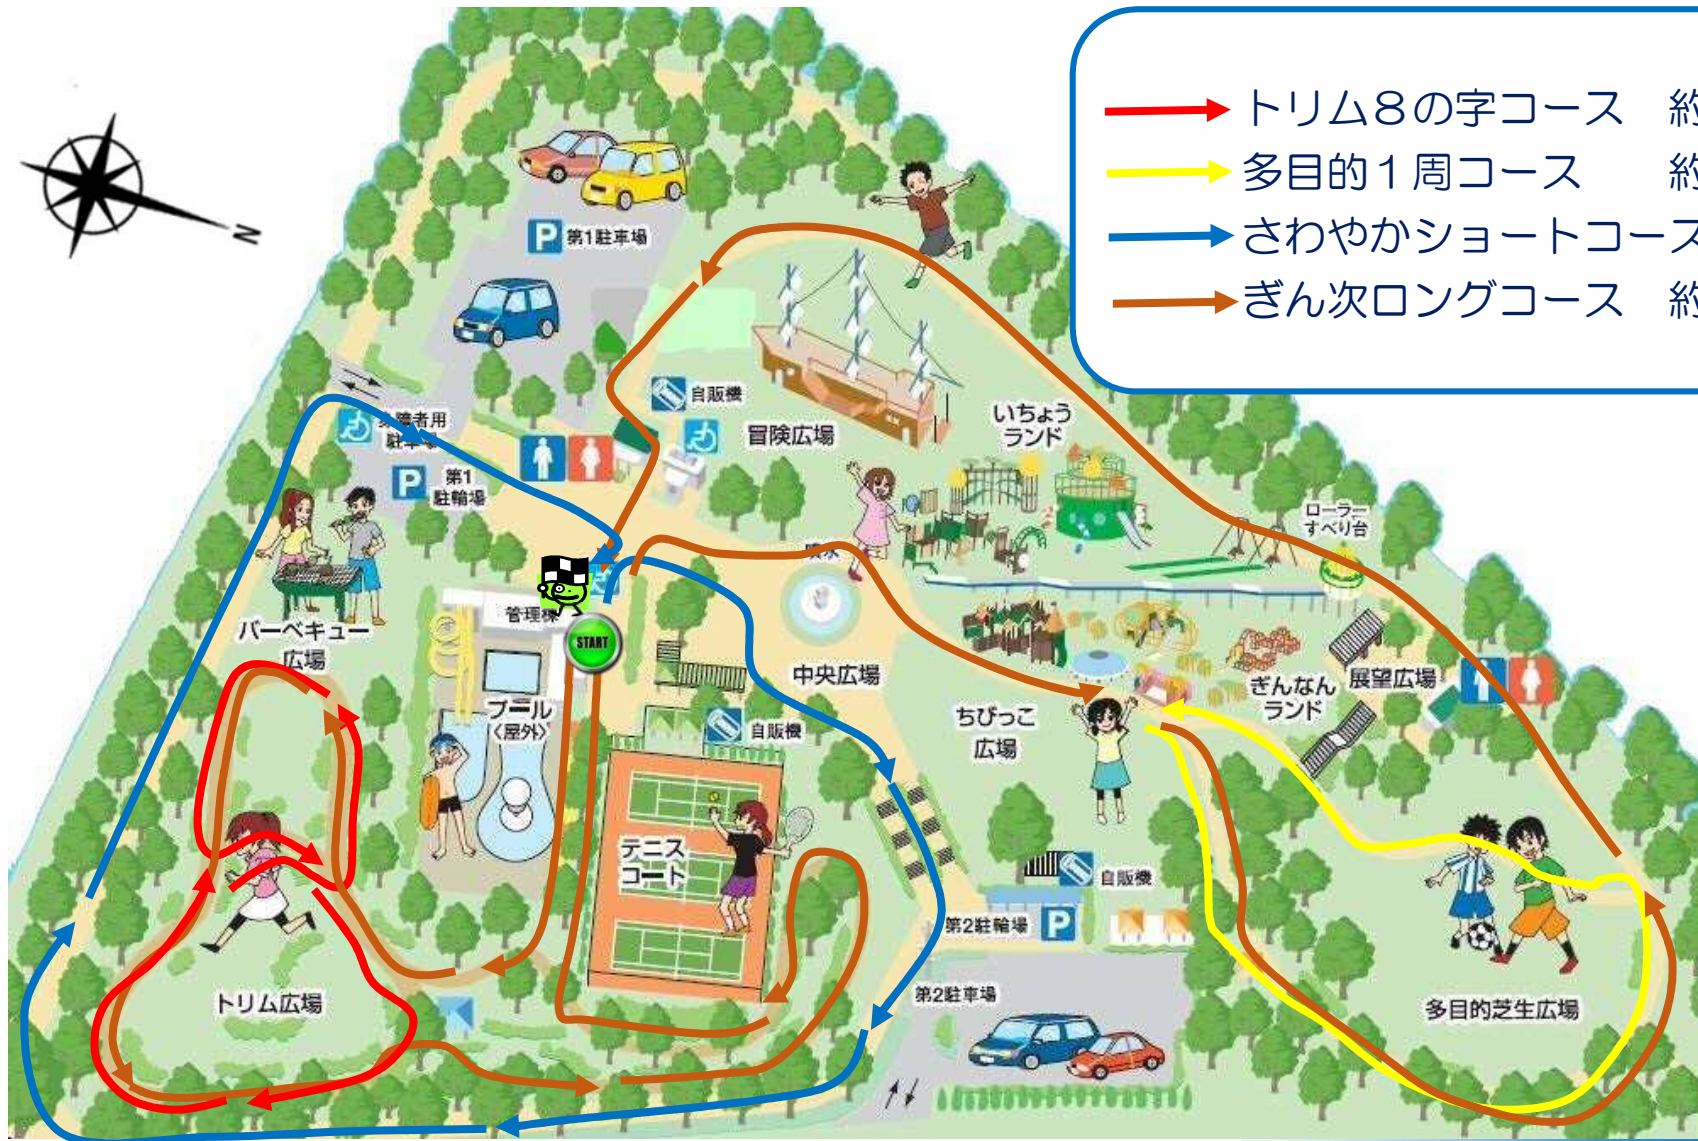 トリム8の字コース 約
多目的1周コース 約
さわやかショートコース
ぎん次ロングコース 約
N
P 第1駐車場
自販機
冒険広場
いちょう
ランド
ローラー
すべり台
障者用
P 第1
駐輪場
噴水
管理棟
START
バーベキュー
広場
プール
〈屋外〉
自販機
中央広場
ちびっこ
広場
ぎんなん
ランド
展望広場
テニス
コート
自販機
第2駐輪場 P
トリム広場
第2駐車場
多目的芝生広場